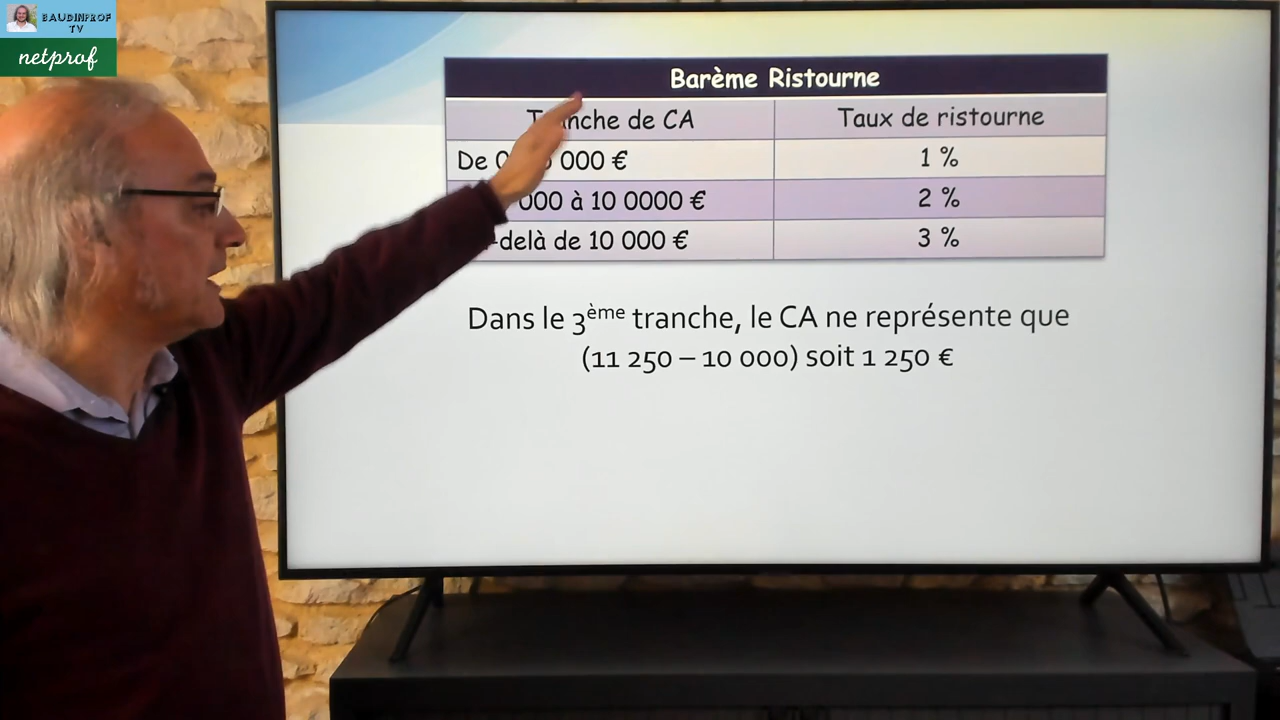 BAUDINPROF
TV
netprof
Barème Ristourne
de CA
Taux de ristourne
De 000 €
1 %
000 à 10 0000 €
2 %
delà de 10 000 €
3 %
Dans le 3ème tranche, le CA ne représente que
(11 250 – 10 000) soit 1 250 €